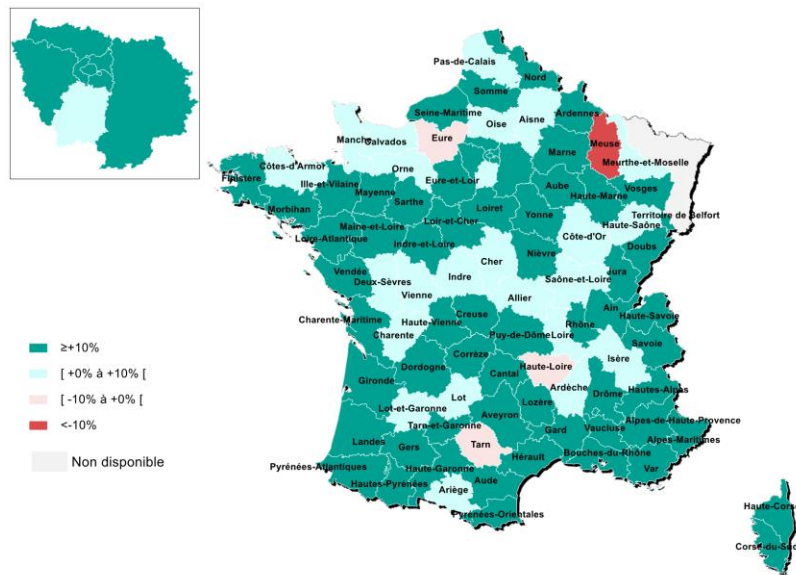 Pas-de-Calais
Nord
Somme
Seine-Maritime
Oise
Aisne
Ardennes
Manche
Calvados
Eure
Meuse
Orne
Marne
Meurthe-et-Moselle
Côtes-d'Armor
Finistère
Ille-et-Vilaine
Mayenne
Eure-et-Loir
Aube
Haute-Marne
Vosges
Morbihan
Sarthe
Loiret
Yonne
Territoire de Belfort
Maine-et-Loire
Loir-et-Cher
Haute-Saône
Loire-Atlantique
Indre-et-Loire
Cher
Nièvre
Côte-d'Or
Doubs
Vendée
Deux-Sèvres
Indre
Saône-et-Loire
Jura
Vienne
Allier
Charente-Maritime
Haute-Vienne
Creuse
Ain
Haute-Savoie
Charente
Puy-de-Dôme
Loire
Rhône
Savoie
≥+10%
Corrèze
Isère
[ +0% à +10% [
Dordogne
Cantal
Haute-Loire
Gironde
Ardèche
Hautes-Alpes
[ -10% à +0% [
Lot
Lozère
Drôme
Lot-et-Garonne
Aveyron
<-10%
Tarn-et-Garonne
Gard
Vaucluse
Alpes-de-Haute-Provence
Landes
Gers
Tarn
Hérault
Bouches-du-Rhône
Alpes-Maritimes
Non disponible
Pyrénées-Atlantiques
Haute-Garonne
Var
Hautes-Pyrénées
Ariège
Aude
Pyrénées-Orientales
Haute-Corse
Corse-du-Sud